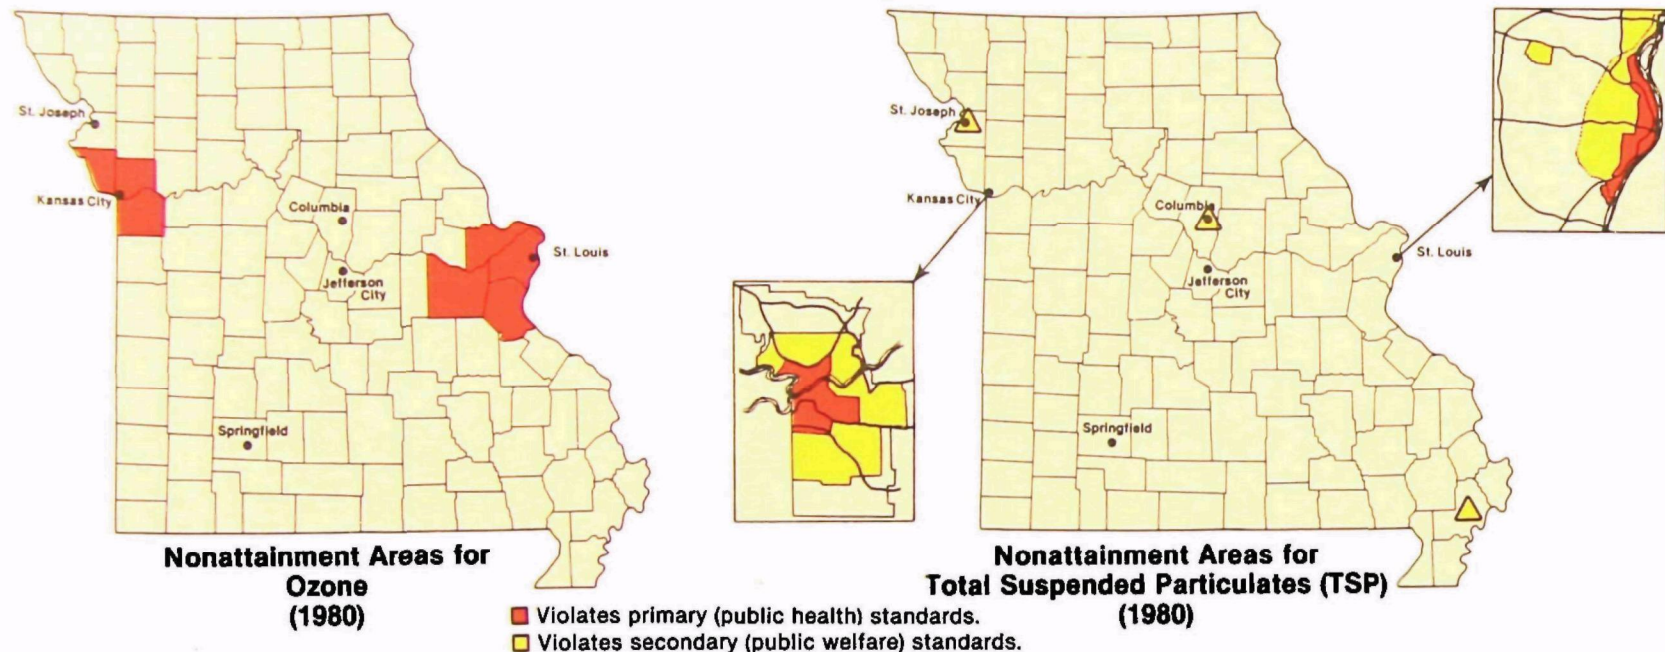 St. Joseph
Kansas City
Columbia
Jefferson
City
St. Louis
Springfield
Nonattainment Areas for
Ozone
(1980)
St. Joseph
Kansas City
Columbia
Jefferson
City
St. Louis
Springfield
Nonattainment Areas for
Total Suspended Particulates (TSP)
(1980)
Violates primary (public health) standards.
Violates secondary (public welfare) standards.